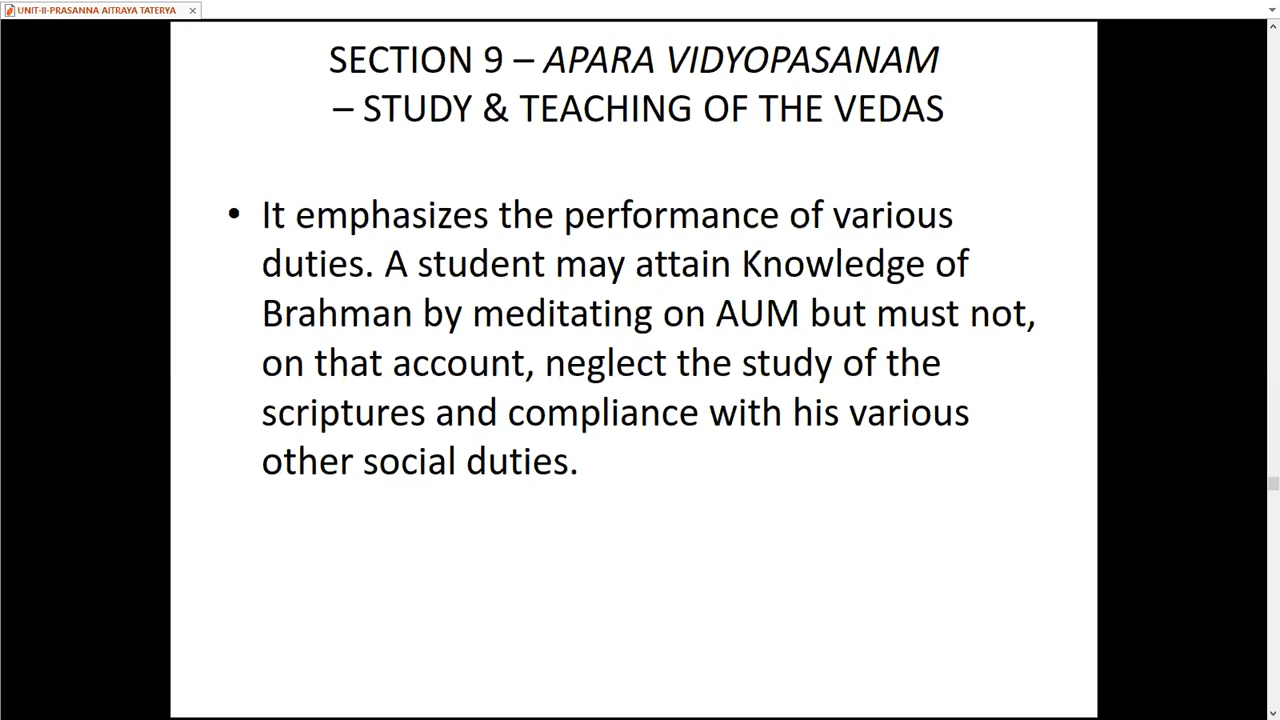 UNIT-II-PRASANNA AITRAYA TATERYA
SECTION 9 – APARA VIDYOPASANAM
– STUDY & TEACHING OF THE VEDAS
• It emphasizes the performance of various
duties. A student may attain Knowledge of
Brahman by meditating on AUM but must not,
on that account, neglect the study of the
scriptures and compliance with his various
other social duties.